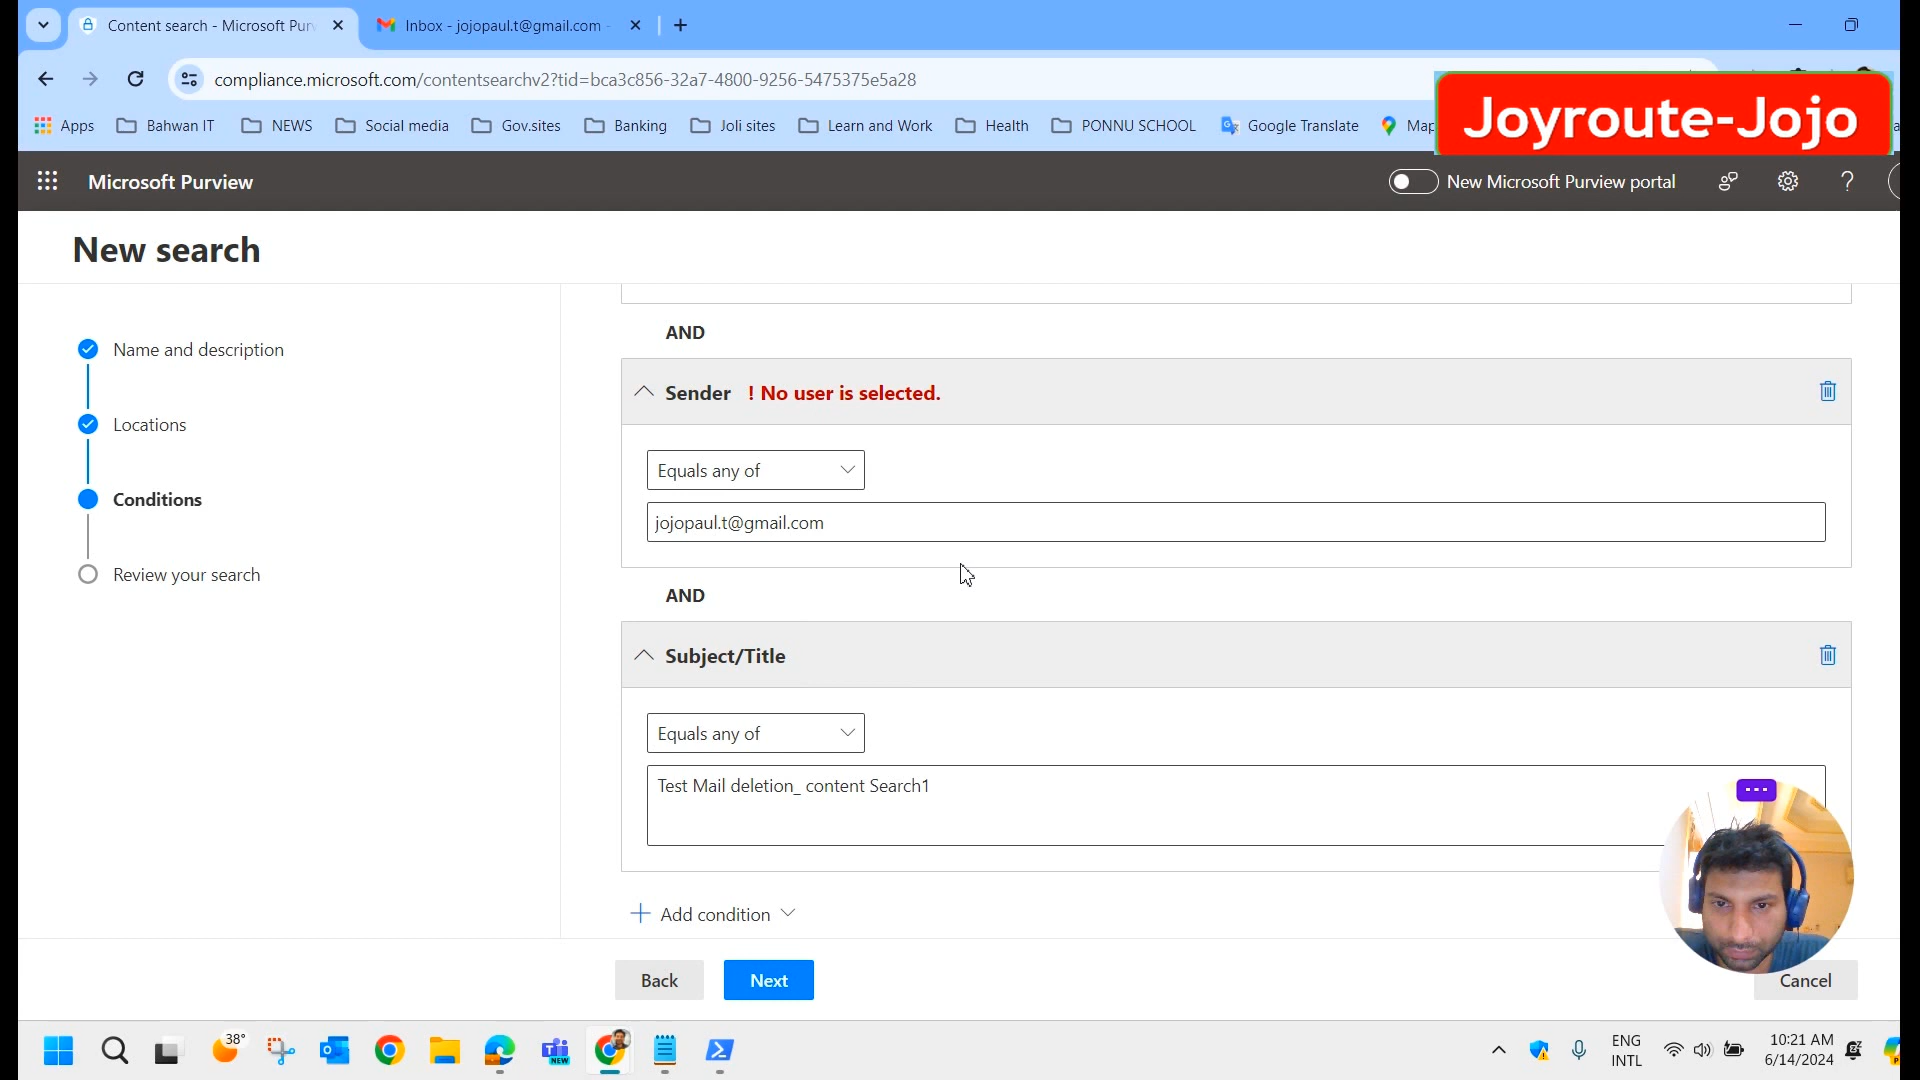 Content search - Microsoft Purv
Inbox - jojopaul.t@gmail.com -
compliance.microsoft.com/contentsearchv2?tid=bca3c856-32a7-4800-9256-5475375e5a28
Apps
Bahwan IT
NEWS
Social media
Gov.sites
Banking
Joli sites
Learn and Work
Health
PONNU SCHOOL
Google Translate
Map
Joyroute-Jojo
Microsoft Purview
New Microsoft Purview portal
New search
Name and description
Locations
Conditions
Review your search
AND
Sender ! No user is selected.
Equals any of
jojopaul.t@gmail.com
AND
Subject/Title
Equals any of
Test Mail deletion_ content Search1
Add condition
Back
Next
Cancel
38°
NEW
ENG
INTL
10:21 AM
6/14/2024